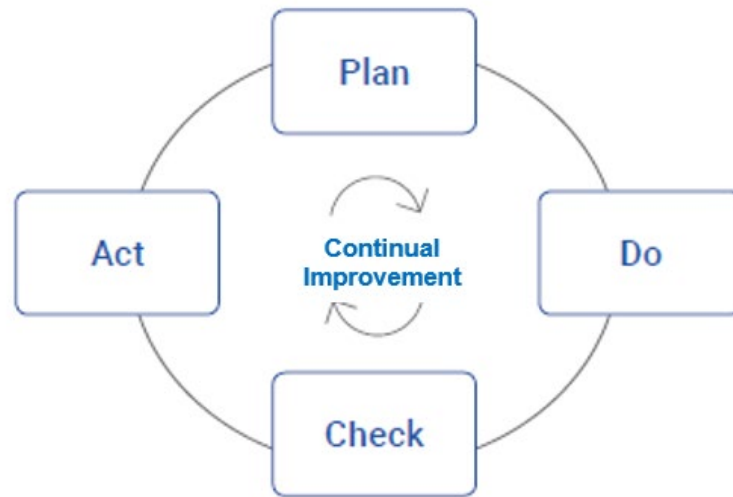 Plan
Act
Continual
Improvement
Do
Check